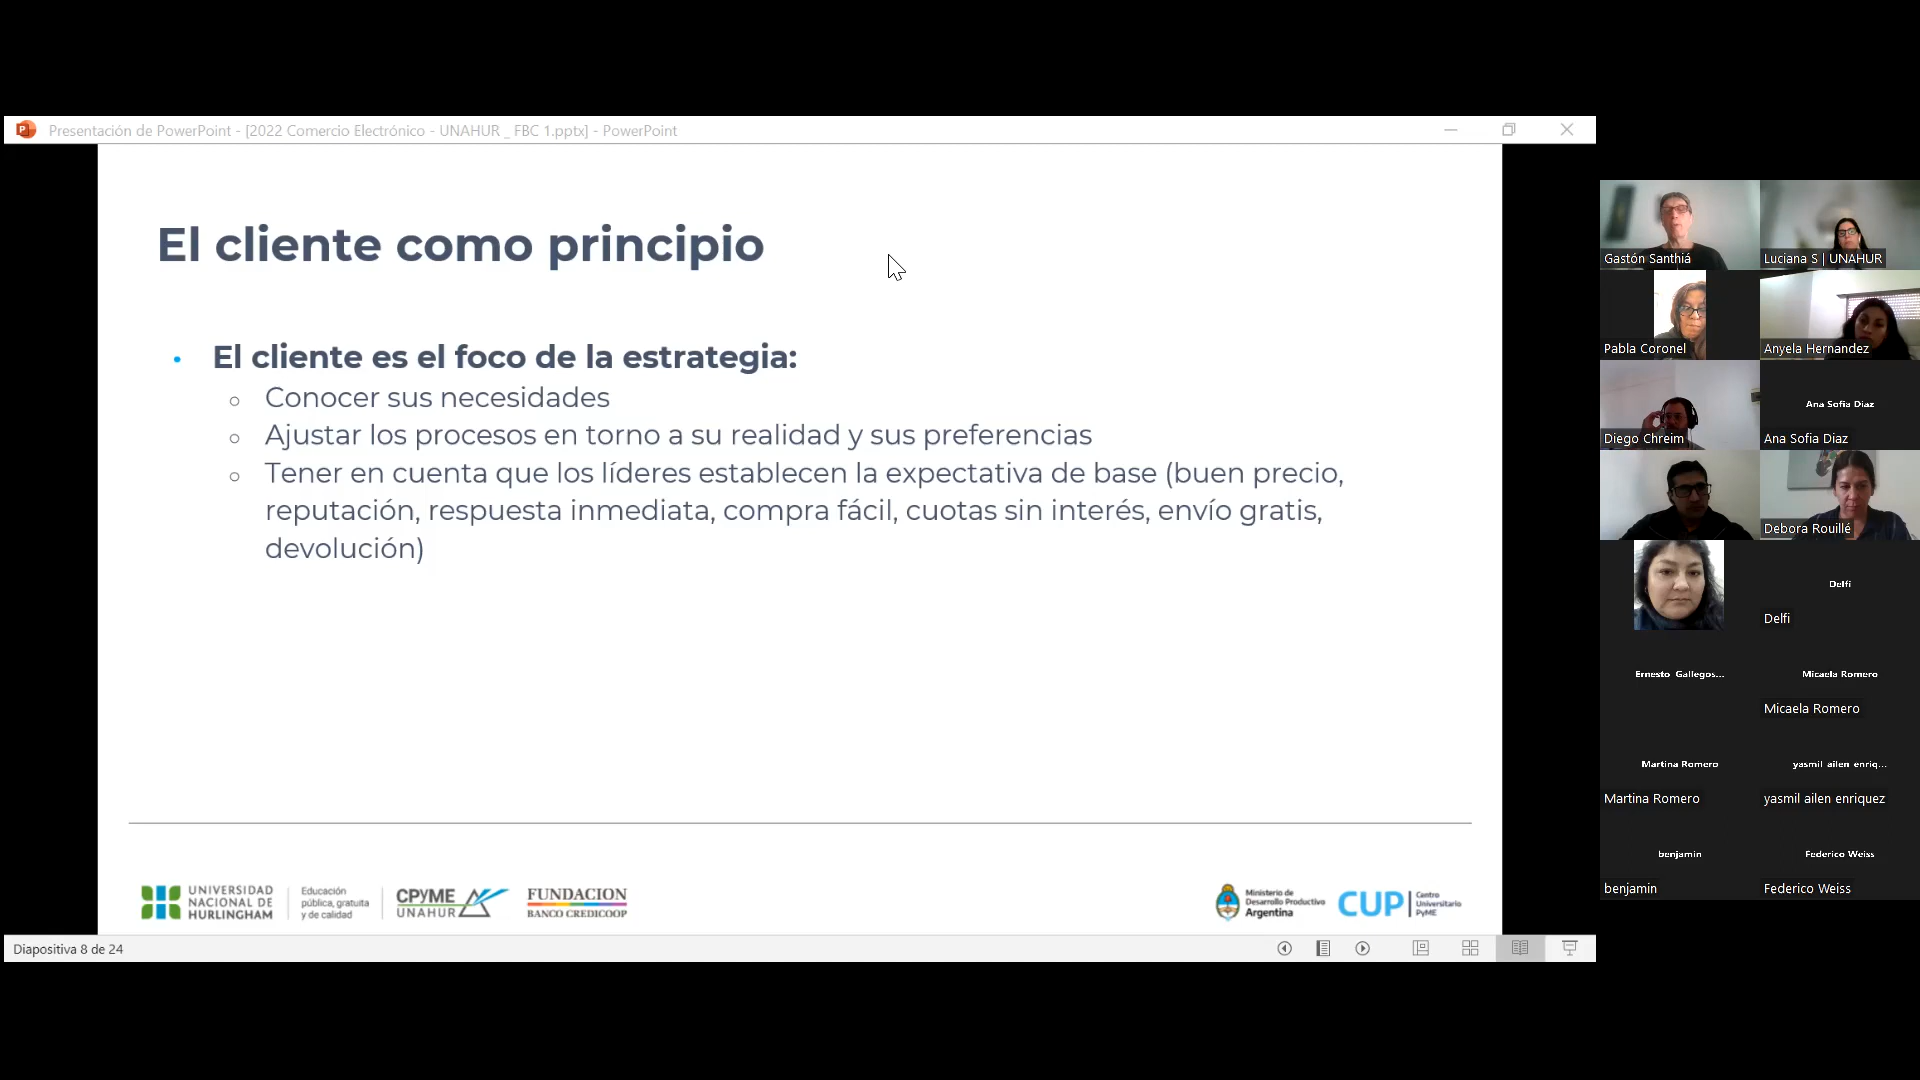 Presentación de PowerPoint - [2022 Comercio Electrónico - UNAHUR _ FBC 1.pptx] - PowerPoint
El cliente como principio
• El cliente es el foco de la estrategia:
○ Conocer sus necesidades
○ Ajustar los procesos en torno a su realidad y sus preferencias
○ Tener en cuenta que los líderes establecen la expectativa de base (buen precio,
reputación, respuesta inmediata, compra fácil, cuotas sin interés, envío gratis,
devolución)
UNIVERSIDAD
NACIONAL DE
HURLINGHAM
Educación
pública, gratuita
y de calidad
CPYME
UNAHUR
FUNDACION
BANCO CREDICOOP
Ministerio de
Desarrollo Productivo
Argentina
CUP
Centro
Universitario
PyME
Diapositiva 8 de 24
Gastón Santhiá
Luciana S | UNAHUR
Pabla Coronel
Anyela Hernandez
Diego Chreim
Ana Sofia Diaz
Ana Sofia Diaz
Debora Rouillé
Delfi
Delfi
Ernesto Gallegos...
Micaela Romero
Micaela Romero
Martina Romero
Martina Romero
yasmil ailen enriq...
yasmil ailen enriquez
benjamin
benjamin
Federico Weiss
Federico Weiss